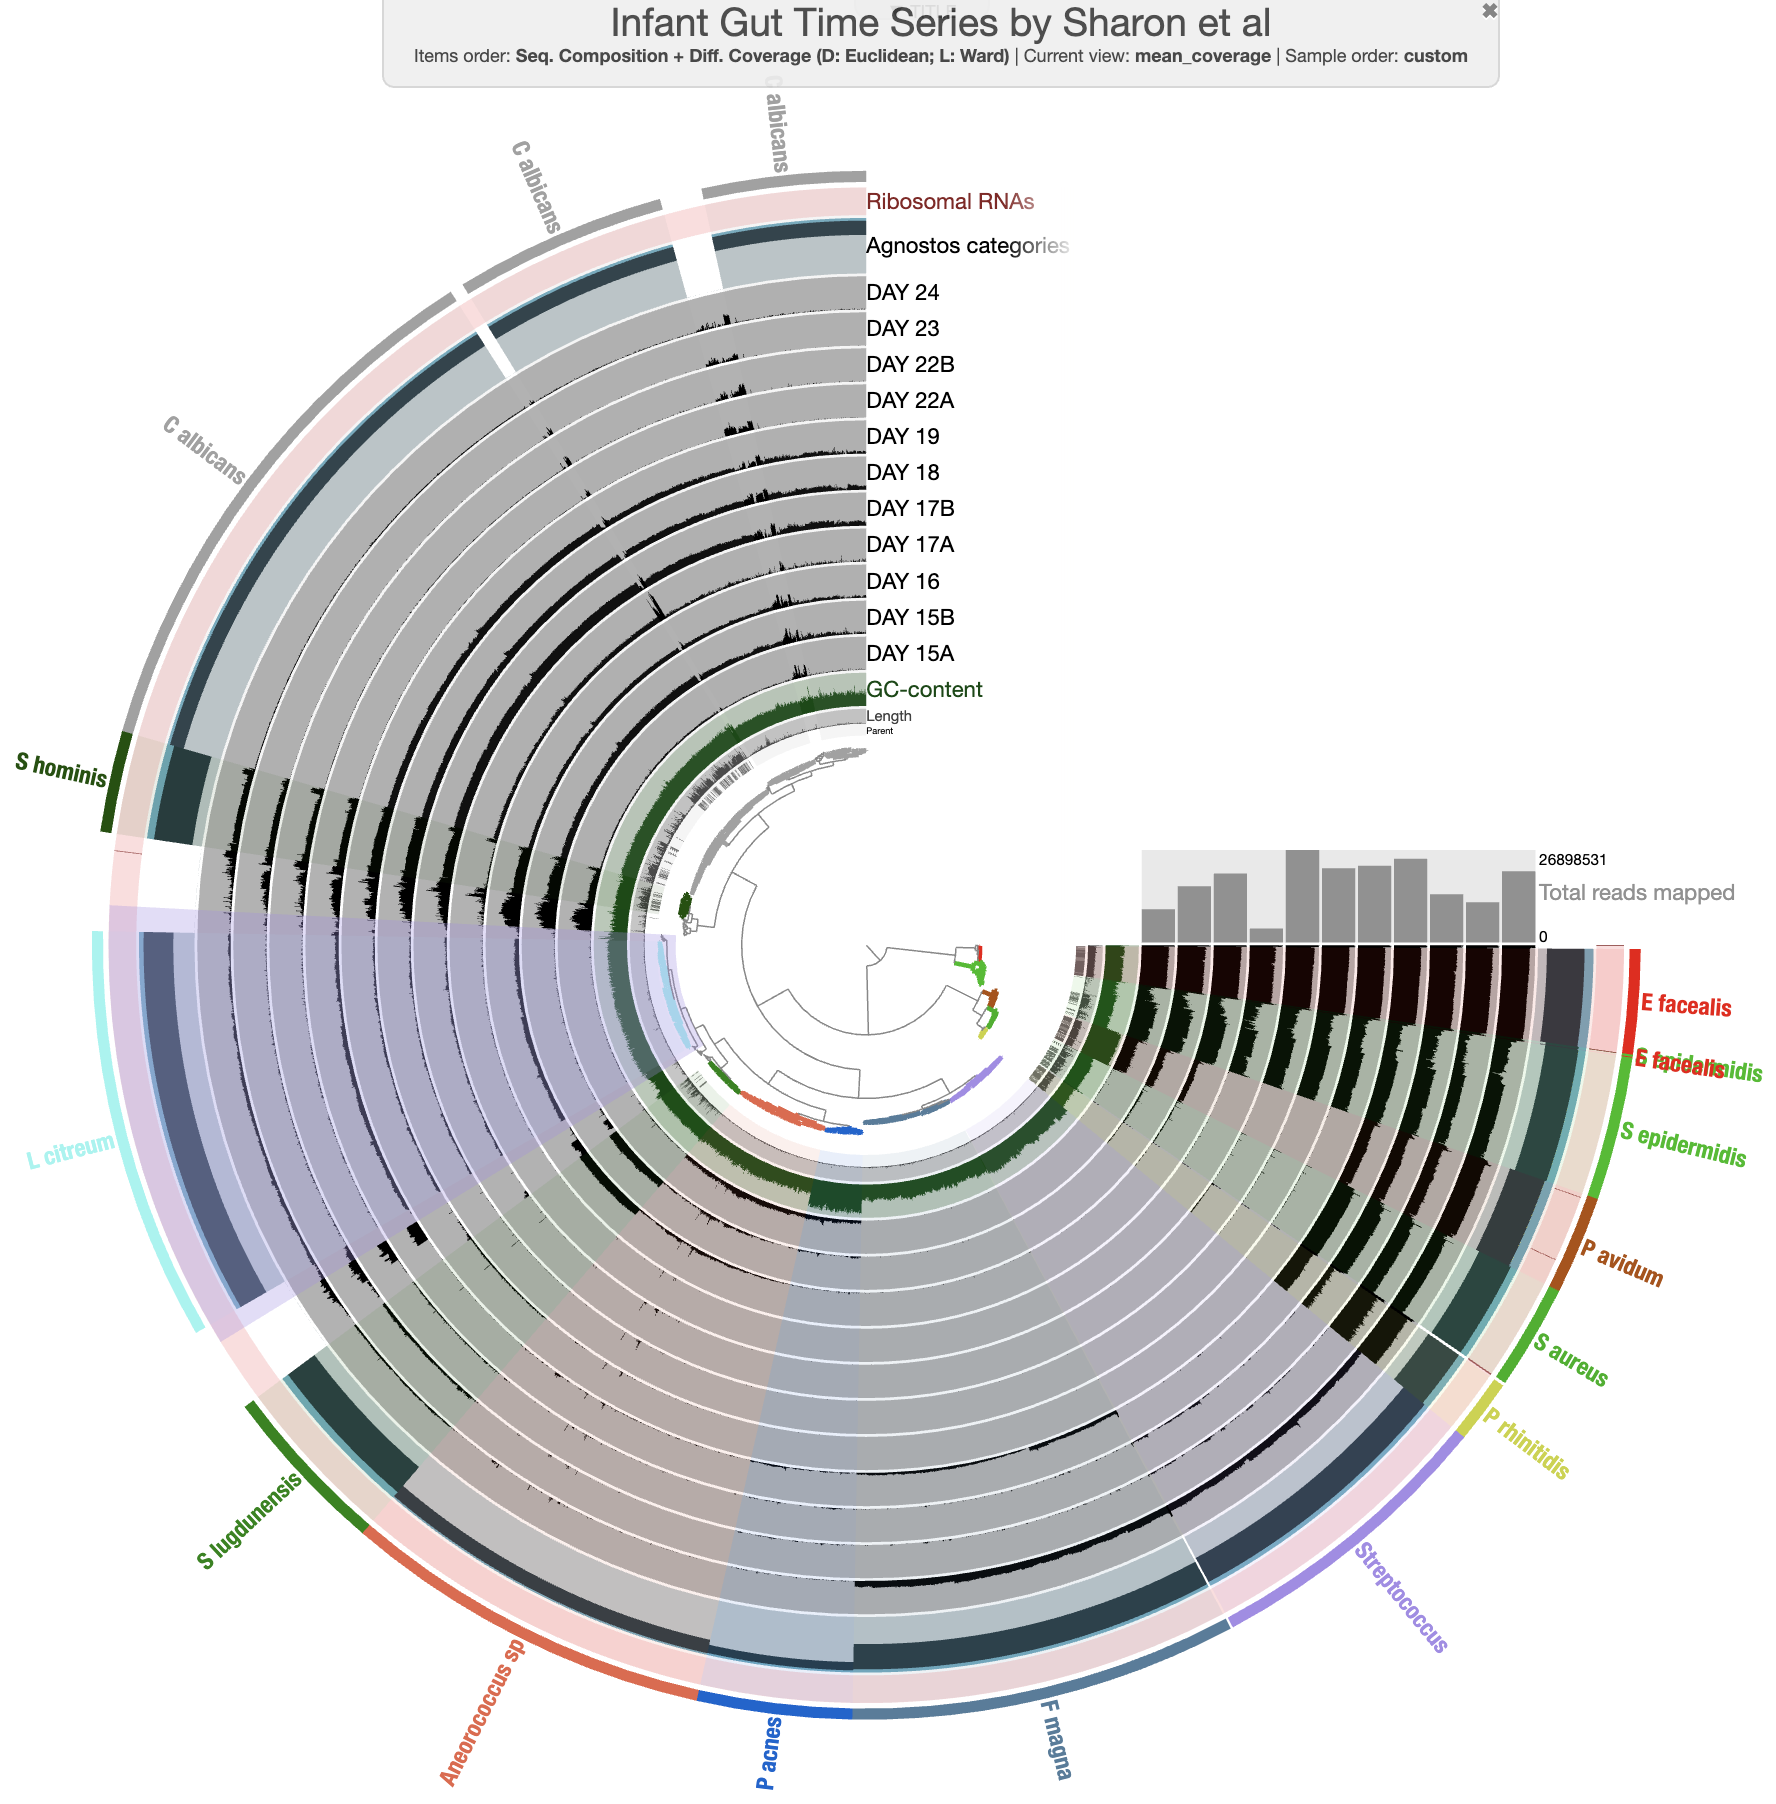 Infant Gut Time Series by Sharon et al
Items order: Seq. Composition + Diff. Coverage (D: Euclidean; L: Ward) | Current view: mean_coverage | Sample order: custom
C albicans
C albicans
C albicans
Ribosomal RNAs
Agnostos categories
DAY 24
DAY 23
DAY 22B
DAY 22A
DAY 19
DAY 18
DAY 17B
DAY 17A
DAY 16
DAY 15B
DAY 15A
GC-content
Length
Parent
S hominis
26898531
Total reads mapped
0
E facealis
E facealis
S epidermidis
S epidermidis
P avidum
S aureus
P rhinitidis
Streptococcus
F magna
P acnes
Aneorococcus sp
S lugdunensis
L citreum